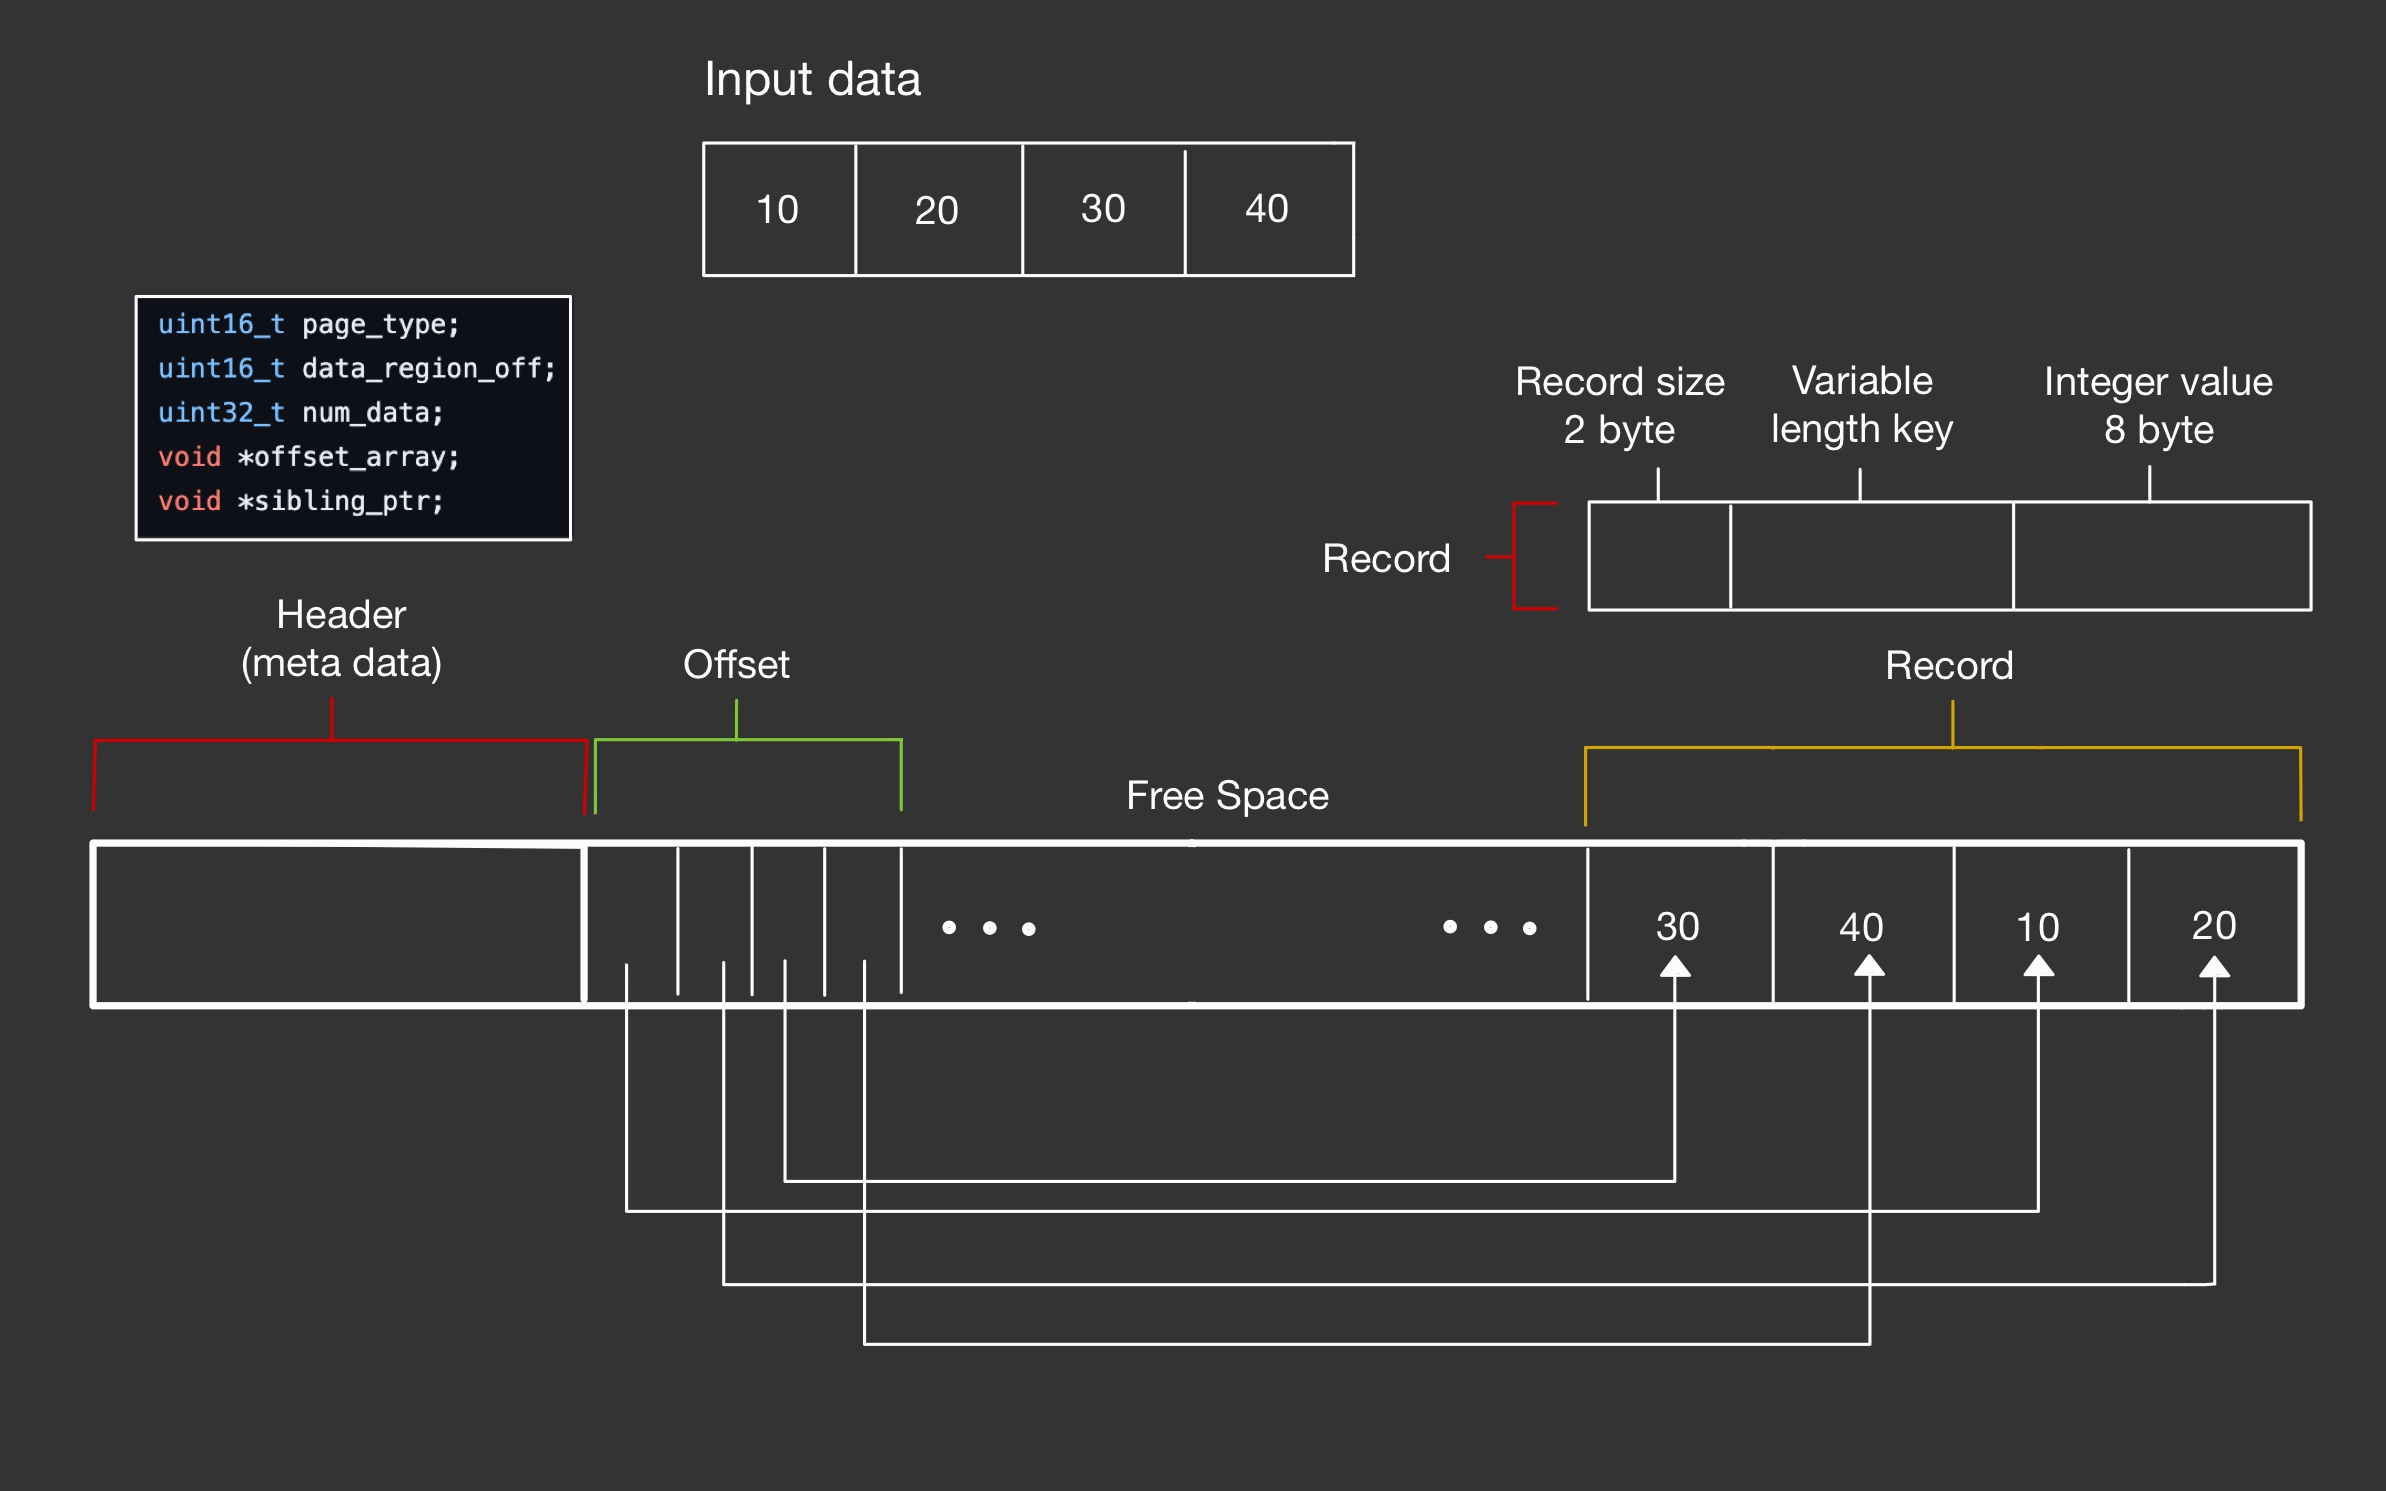 Input data
10 20 30 40
uint16_t page_type;
uint16_t data_region_off;
uint32_t num_data;
void *offset_array;
void *sibling_ptr;
Record size
2 byte
Variable
length key
Integer value
8 byte
Record
Header
(meta data)
Offset
Record
Free Space
30 40 10 20